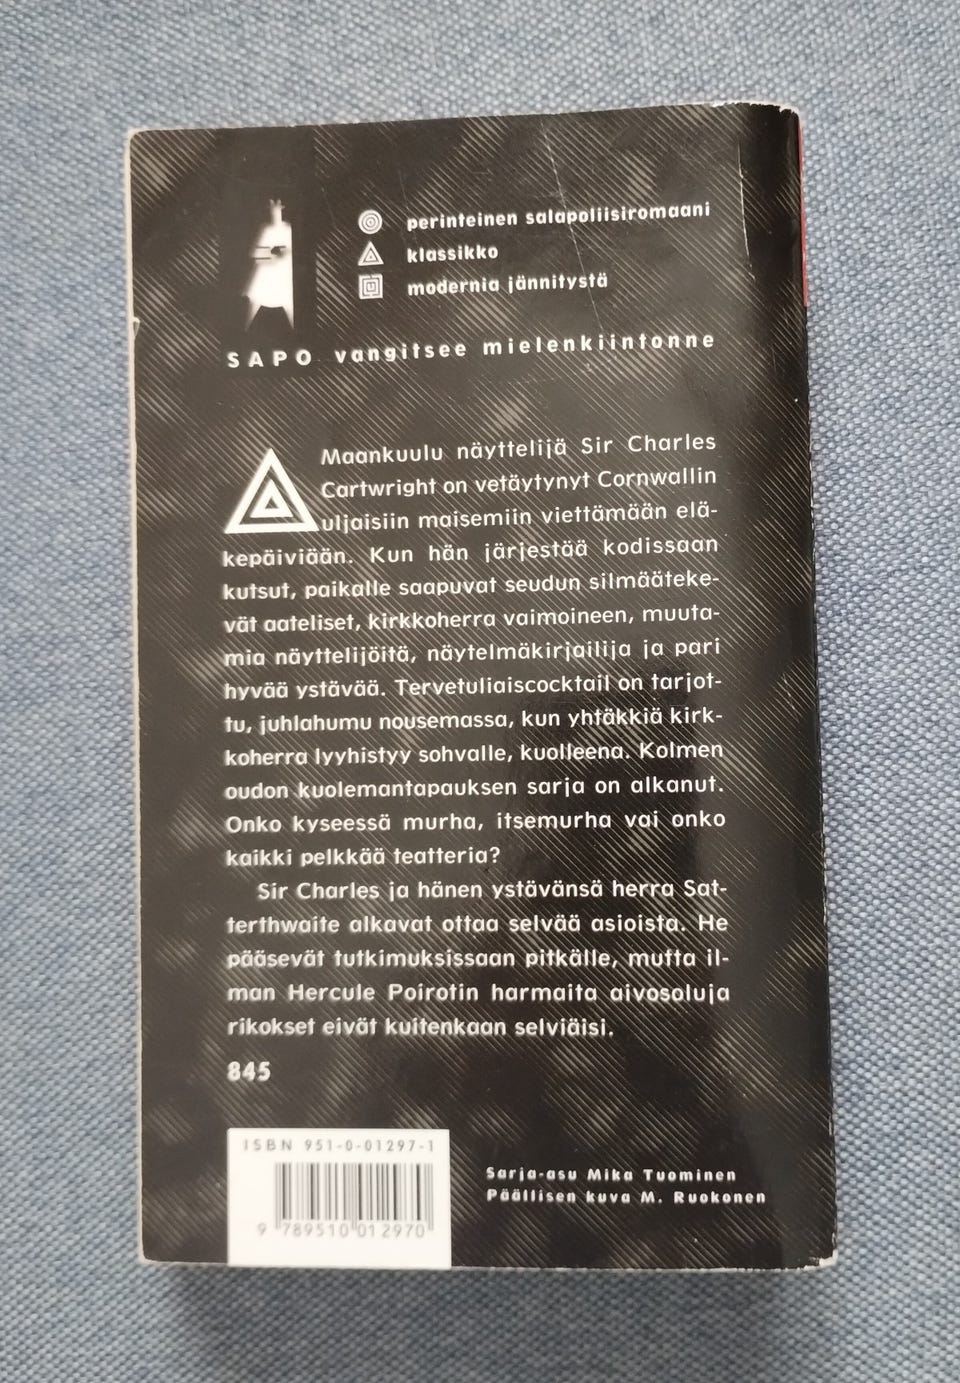 perinteinen salapoliisiromaani
klassikko
modernia jännitystä
SAPO vangitsee mielenkiintonne
Maankuulu näyttelijä Sir Charles
Cartwright on vetäytynyt Cornwallin
uljaisiin maisemiin viettämään elä-
kepäiviään. Kun hän järjestää kodissaan
kutsut, paikalle saapuvat seudun silmääteke-
vät aateliset, kirkkoherra vaimoineen, muuta-
mia näyttelijöitä, näytelmäkirjailija ja pari
hyvää ystävää. Tervetuliaiscocktail on tarjot-
tu, juhlahumu nousemassa, kun yhtäkkiä kirk-
koherra lyyhistyy sohvalle, kuolleena. Kolmen
oudon kuolemantapauksen sarja on alkanut.
Onko kyseessä murha, itsemurha vai onko
kaikki pelkkää teatteria?
Sir Charles ja hänen ystävänsä herra Sat-
terthwaite alkavat ottaa selvää asioista. He
pääsevät tutkimuksissaan pitkälle, mutta il-
man Hercule Poirotin harmaita aivosoluja
rikokset eivät kuitenkaan selviäisi.
845
ISBN 951-0-01297-1
9 789510 012970
Sarja-asu Mika Tuominen
Päällisen kuva M. Ruokonen